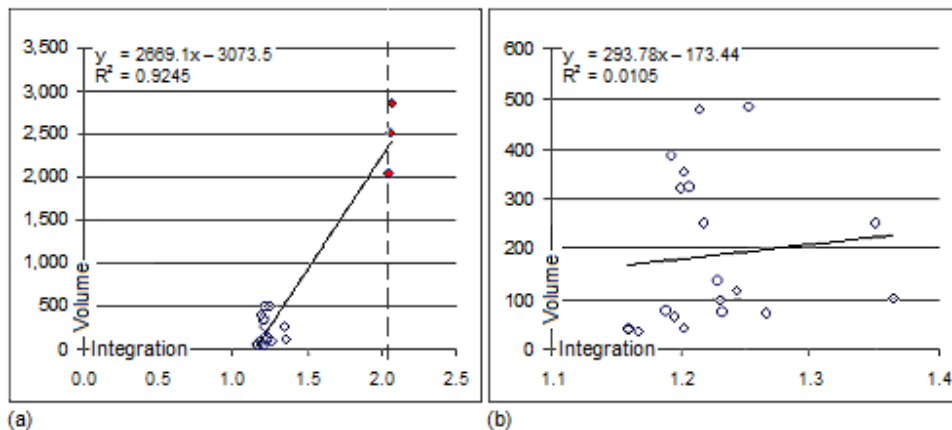 y = 2669.1x – 3073.5
R² = 0.9245
3,500
3,000
2,500
2,000
1,500
1,000
500
0
Volume
Integration
0.0 0.5 1.0 1.5 2.0 2.5
(a)
y = 293.78x – 173.44
R² = 0.0105
600
500
400
300
200
100
0
Volume
Integration
1.1 1.2 1.3 1.4
(b)